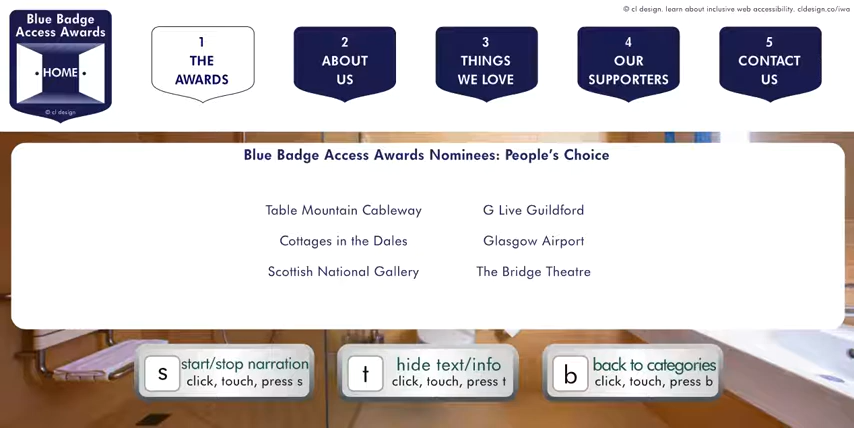 © cl design. learn about inclusive web accessibility. cldesign.co/iwa
Blue Badge
Access Awards
• HOME •
© cl design
1
THE
AWARDS
2
ABOUT
US
3
THINGS
WE LOVE
4
OUR
SUPPORTERS
5
CONTACT
US
Blue Badge Access Awards Nominees: People's Choice
Table Mountain Cableway
G Live Guildford
Cottages in the Dales
Glasgow Airport
Scottish National Gallery
The Bridge Theatre
s
start/stop narration
click, touch, press s
t
hide text/info
click, touch, press t
b
back to categories
click, touch, press b